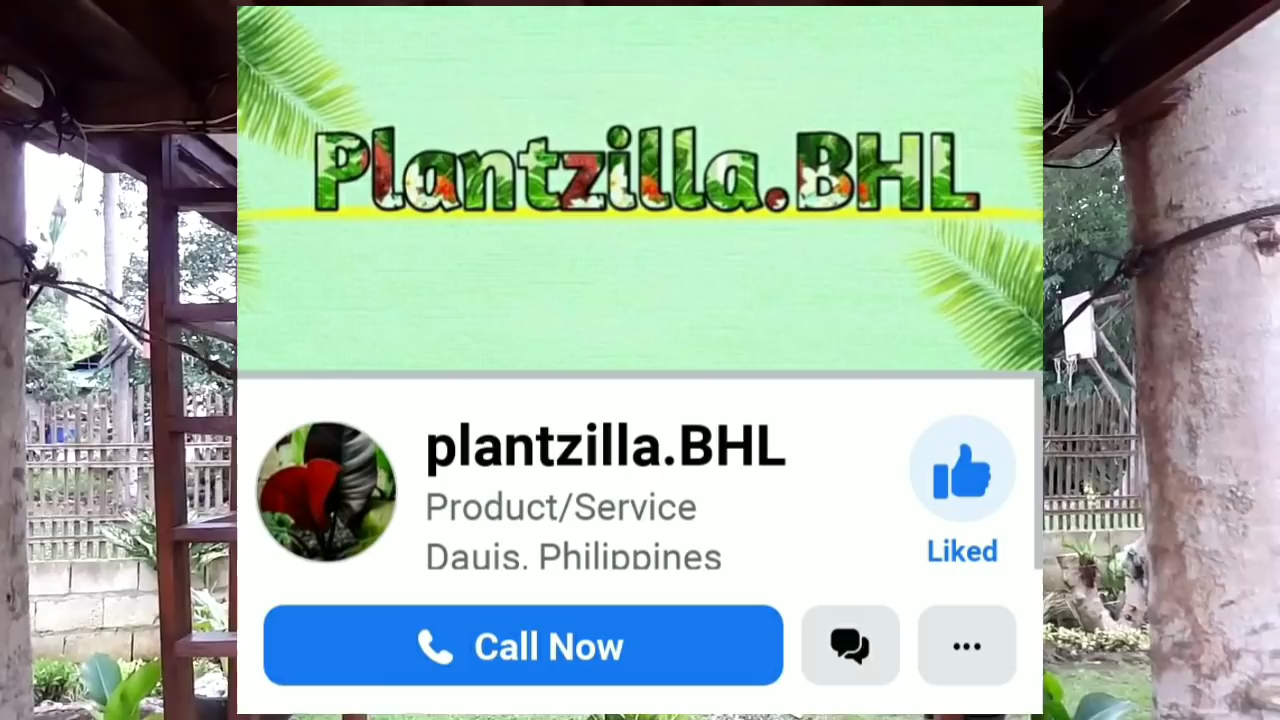 Plantzilla.BHL
plantzilla.BHL
Product/Service
Dauis, Philippines
Liked
Call Now